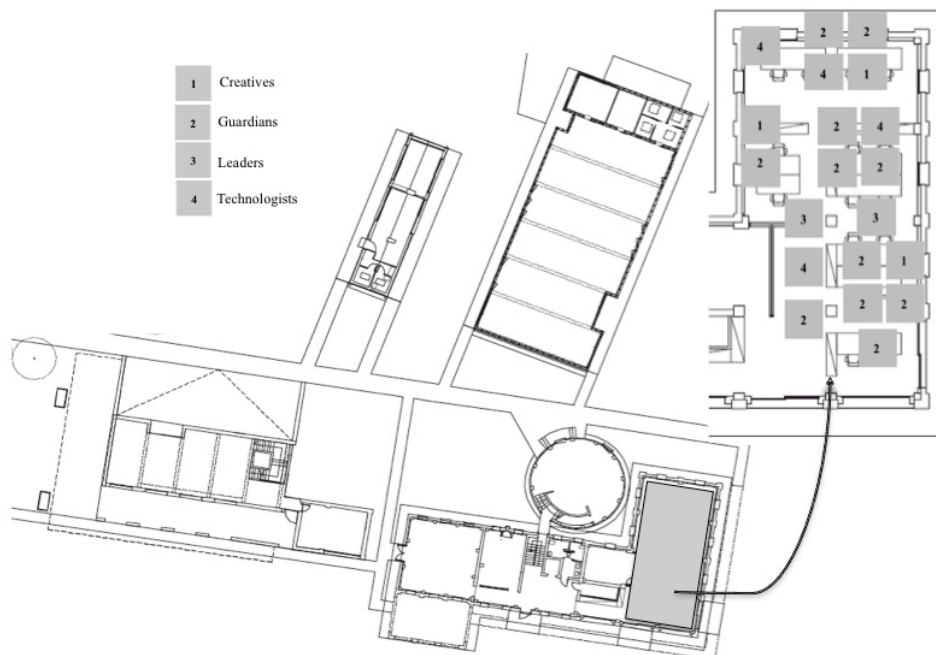 1 Creatives
2 Guardians
3 Leaders
4 Technologists
4 2 2
4 1
1 2 4
2 2 2
3 3
4 2 1
2 2 2
2